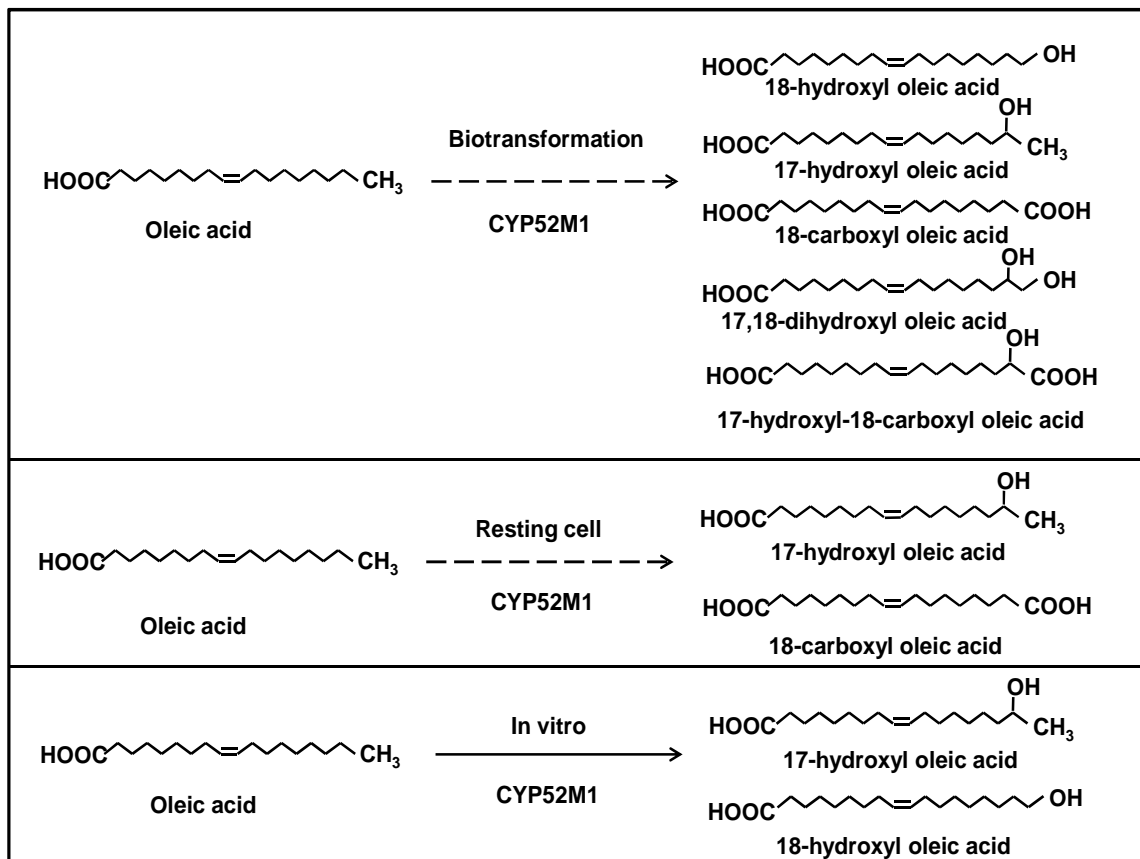 HOOC
OH
18-hydroxyl oleic acid
OH
HOOC
CH3
17-hydroxyl oleic acid
HOOC
CH3
Oleic acid
Biotransformation
CYP52M1
HOOC
COOH
18-carboxyl oleic acid
OH
OH
HOOC
17,18-dihydroxyl oleic acid
OH
HOOC
COOH
17-hydroxyl-18-carboxyl oleic acid
HOOC
CH3
Oleic acid
Resting cell
CYP52M1
OH
HOOC
CH3
17-hydroxyl oleic acid
HOOC
COOH
18-carboxyl oleic acid
HOOC
CH3
Oleic acid
In vitro
CYP52M1
OH
HOOC
CH3
17-hydroxyl oleic acid
HOOC
OH
18-hydroxyl oleic acid